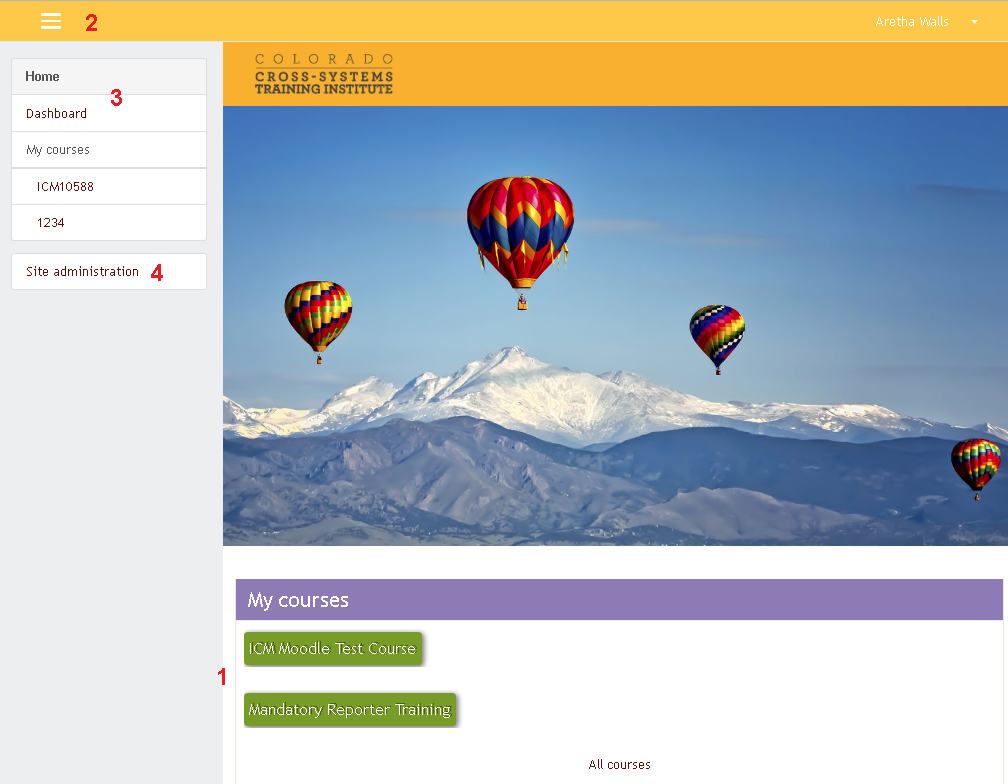 2
Aretha Walls
COLORADO
CROSS-SYSTEMS
TRAINING INSTITUTE
Home
3
Dashboard
My courses
ICM10588
1234
Site administration 4
My courses
ICM Moodle Test Course
1
Mandatory Reporter Training
All courses